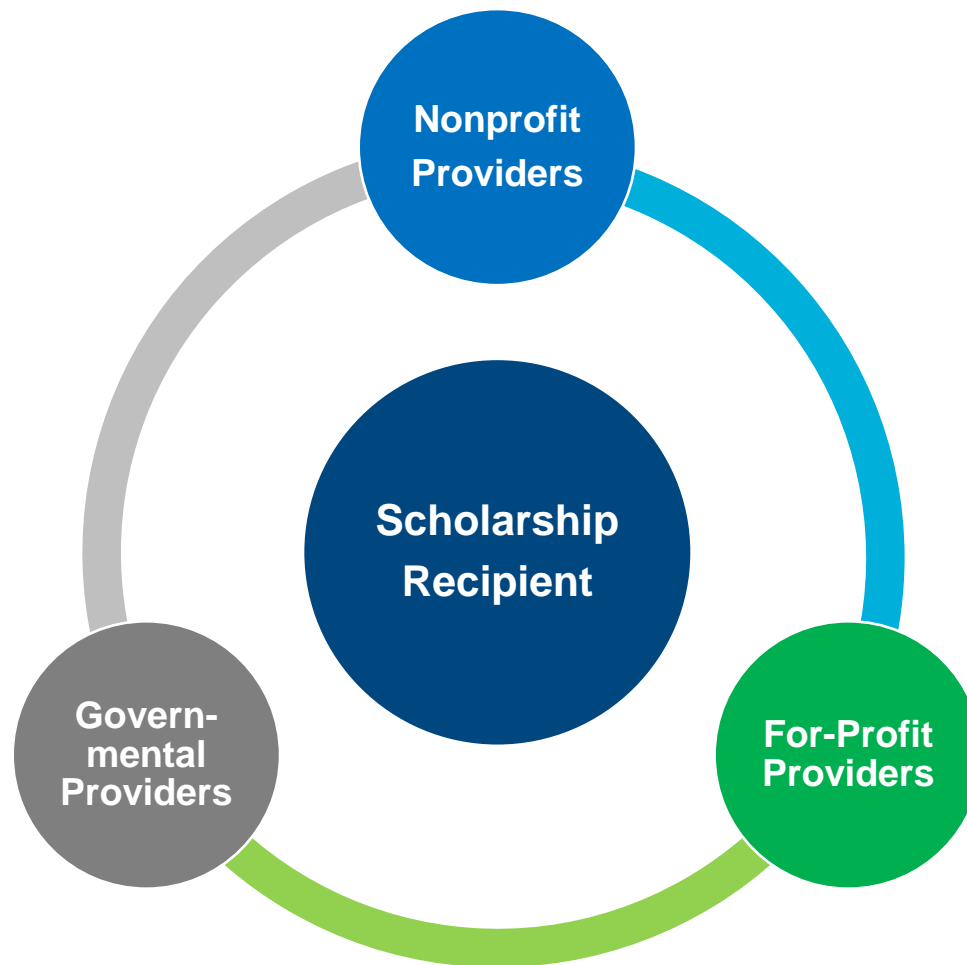 Nonprofit
Providers
Scholarship
Recipient
Govern-
mental
Providers
For-Profit
Providers